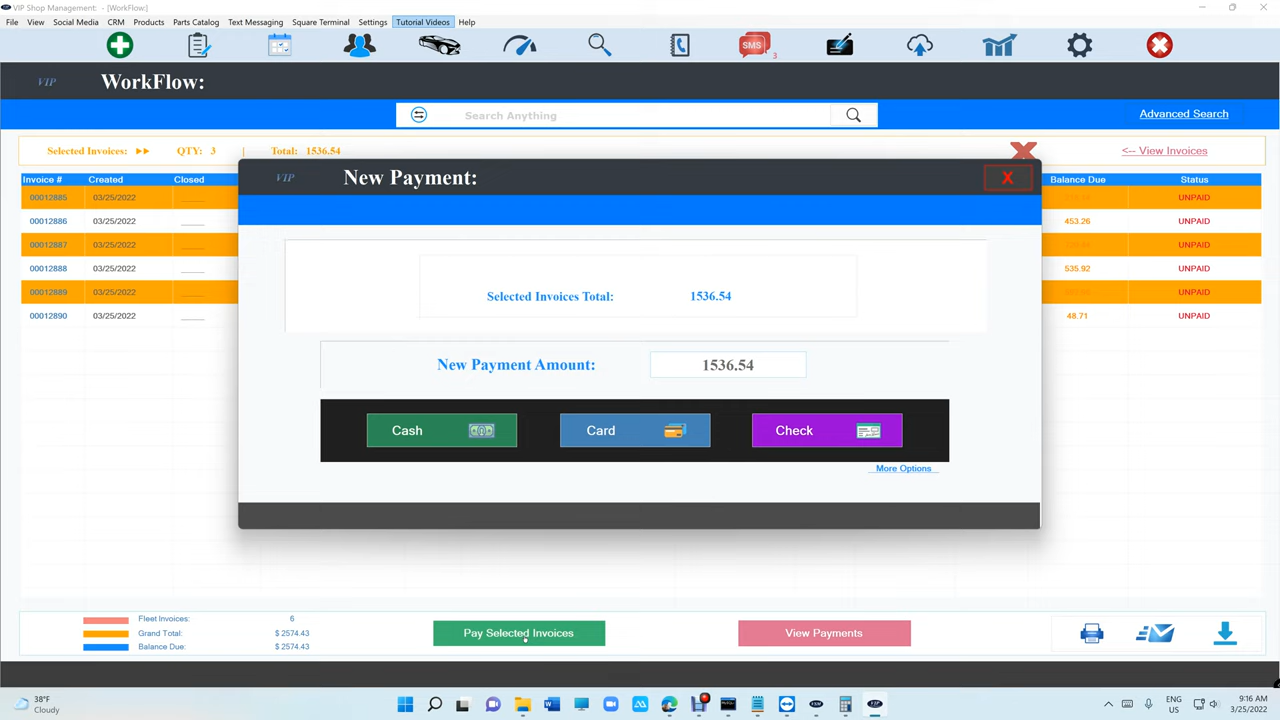 VIP Shop Management: - [WorkFlow:]
File View Social Media CRM Products Parts Catalog Text Messaging Square Terminal Settings Tutorial Videos Help
SMS 3
VIP WorkFlow:
Search Anything
Advanced Search
Selected Invoices: QTY: 3 | Total: 1536.54
<-- View Invoices
VIP New Payment: X
Invoice # Created Closed Balance Due Status
00012885 03/25/2022 UNPAID
00012886 03/25/2022 453.26 UNPAID
00012887 03/25/2022 UNPAID
00012888 03/25/2022 535.92 UNPAID
00012889 03/25/2022 UNPAID
00012890 03/25/2022 48.71 UNPAID
Selected Invoices Total: 1536.54
New Payment Amount: 1536.54
Cash Card Check
More Options
Fleet Invoices: 6
Grand Total: $ 2574.43
Balance Due: $ 2574.43
Pay Selected Invoices
View Payments
38°F
Cloudy
ENG
US
9:16 AM
3/25/2022